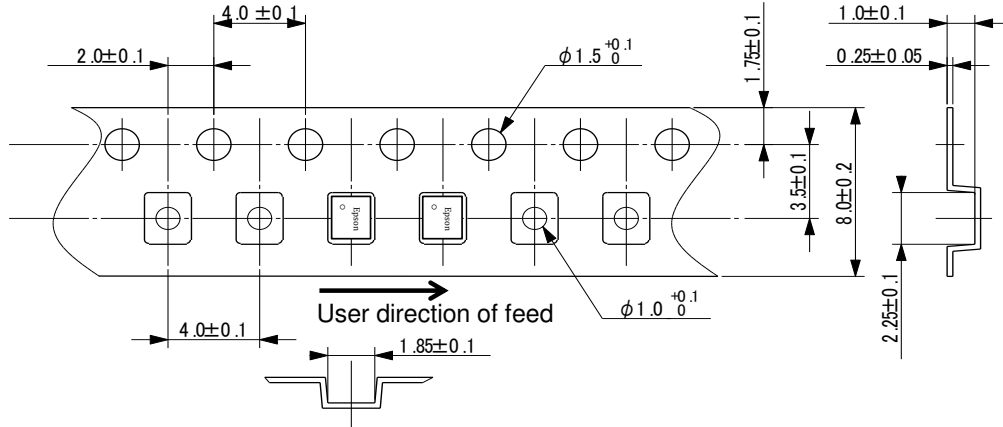 4.0 ±0.1
1.0±0.1
2.0±0.1
φ1.5 +0.1 0
1.75±0.1
0.25±0.05
3.5±0.1
8.0±0.2
Epson
Epson
2.25±0.1
User direction of feed
φ1.0 +0.1 0
4.0±0.1
1.85±0.1